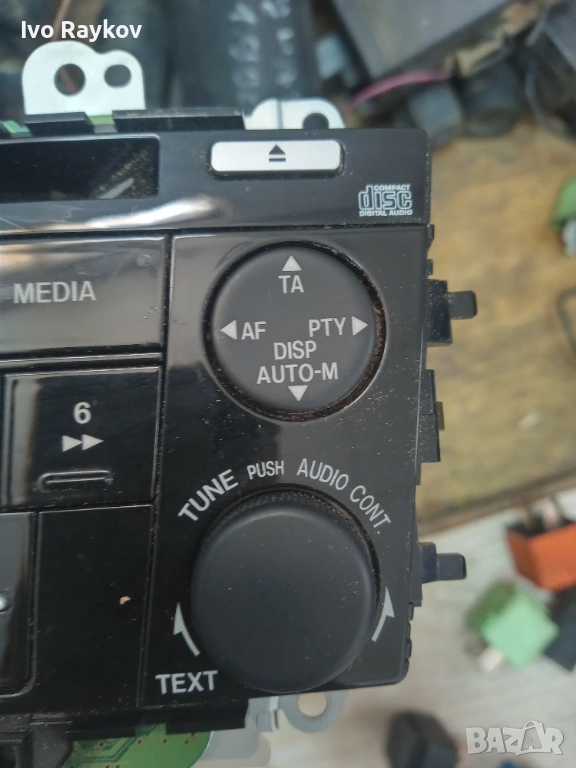 Ivo Raykov
COMPACT
disc
DIGITAL AUDIO
MEDIA
TA
AF PTY
DISP
AUTO-M
6
TUNE PUSH AUDIO CONT.
TEXT
BAZAR